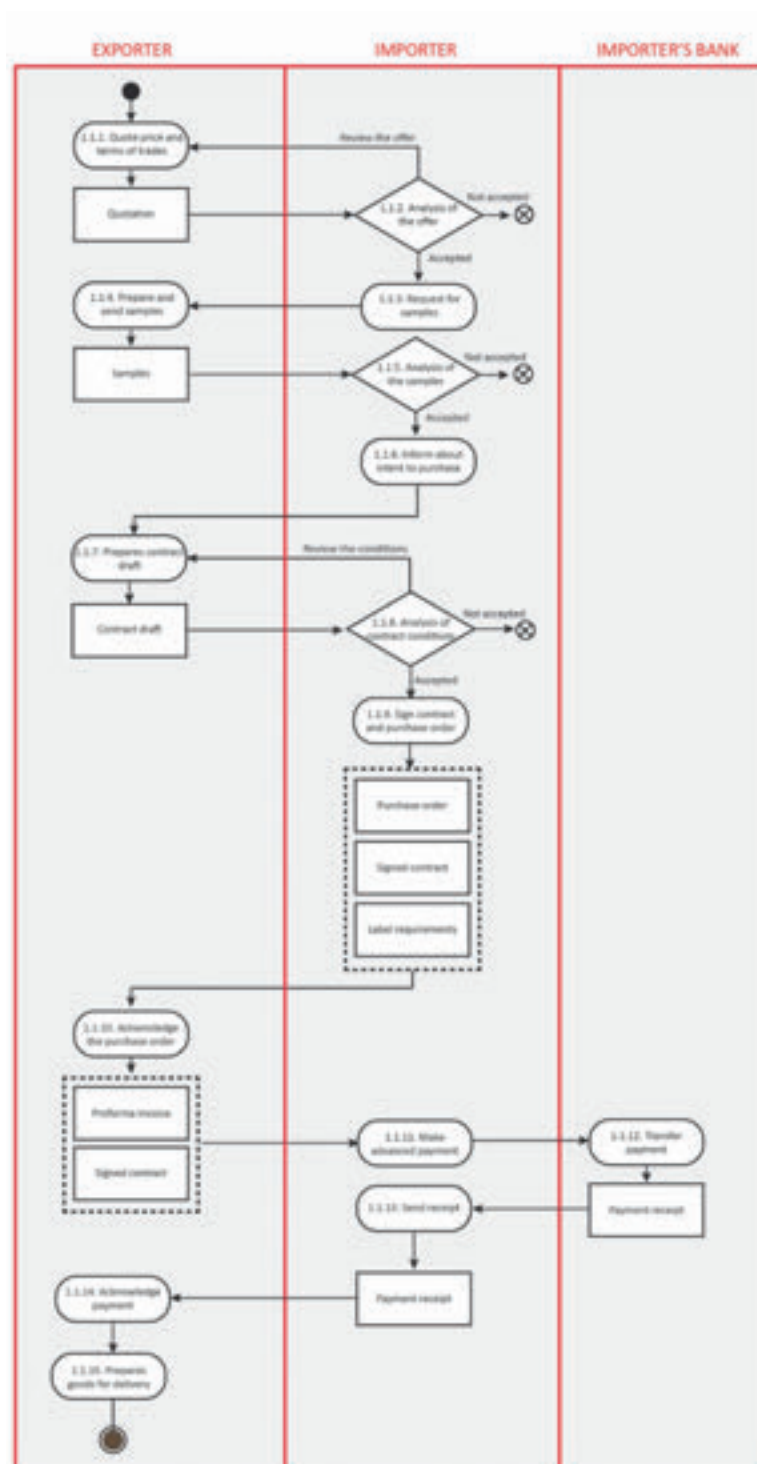 EXPORTER
IMPORTER
IMPORTER'S BANK
1.1.1. Quote price and
terms of trades
Review the offer
Quotation
1.1.2. Analysis of
the offer
Not accepted
Accepted
1.1.4. Prepare and
send samples
1.1.3. Request for
samples
Samples
1.1.5. Analysis of
the samples
Not accepted
Accepted
1.1.6. Inform about
intent to purchase
1.1.7. Prepares contract
draft
Review the conditions
Contract draft
1.1.8. Analysis of
contract conditions
Not accepted
Accepted
1.1.9. Sign contract
and purchase order
Purchase order
Signed contract
Label requirements
1.1.10. Acknowledge
the purchase order
Proforma invoice
Signed contract
1.1.11. Make
advanced payment
1.1.12. Transfer
payment
1.1.13. Send receipt
Payment receipt
1.1.14. Acknowledge
payment
Payment receipt
1.1.15. Prepares
goods for delivery